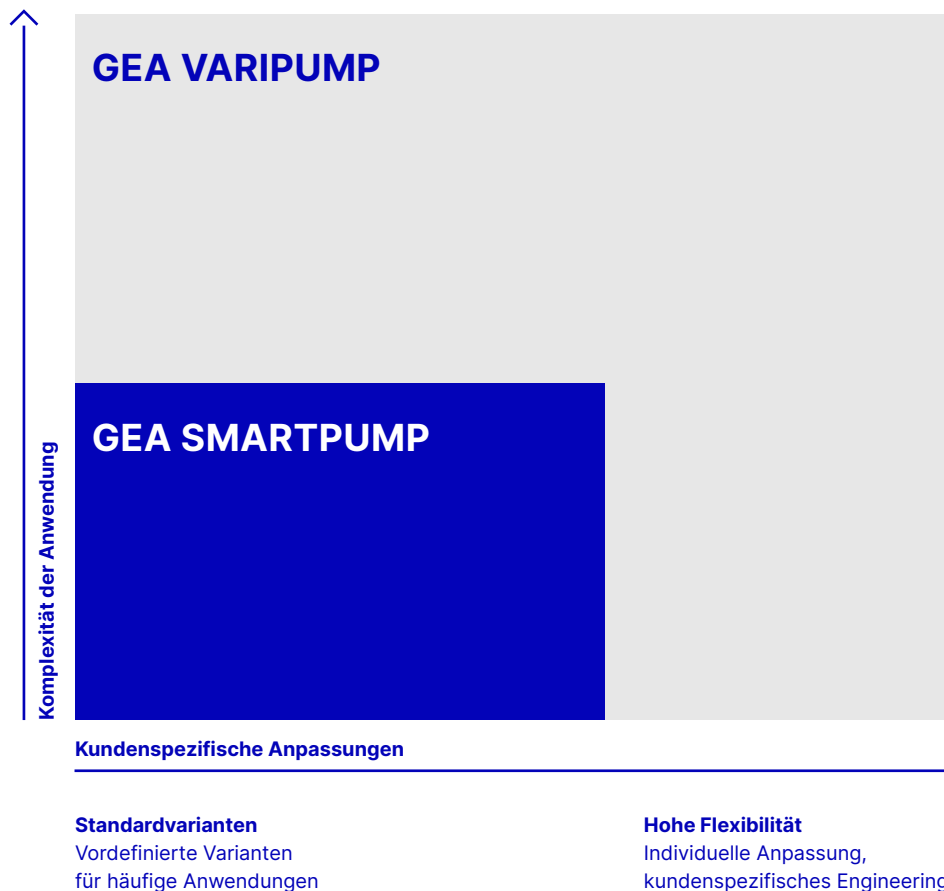 GEA VARIPUMP
GEA SMARTPUMP
Komplexität der Anwendung
Kundenspezifische Anpassungen
Standardvarianten
Vordefinierte Varianten
für häufige Anwendungen
Hohe Flexibilität
Individuelle Anpassung,
kundenspezifisches Engineering